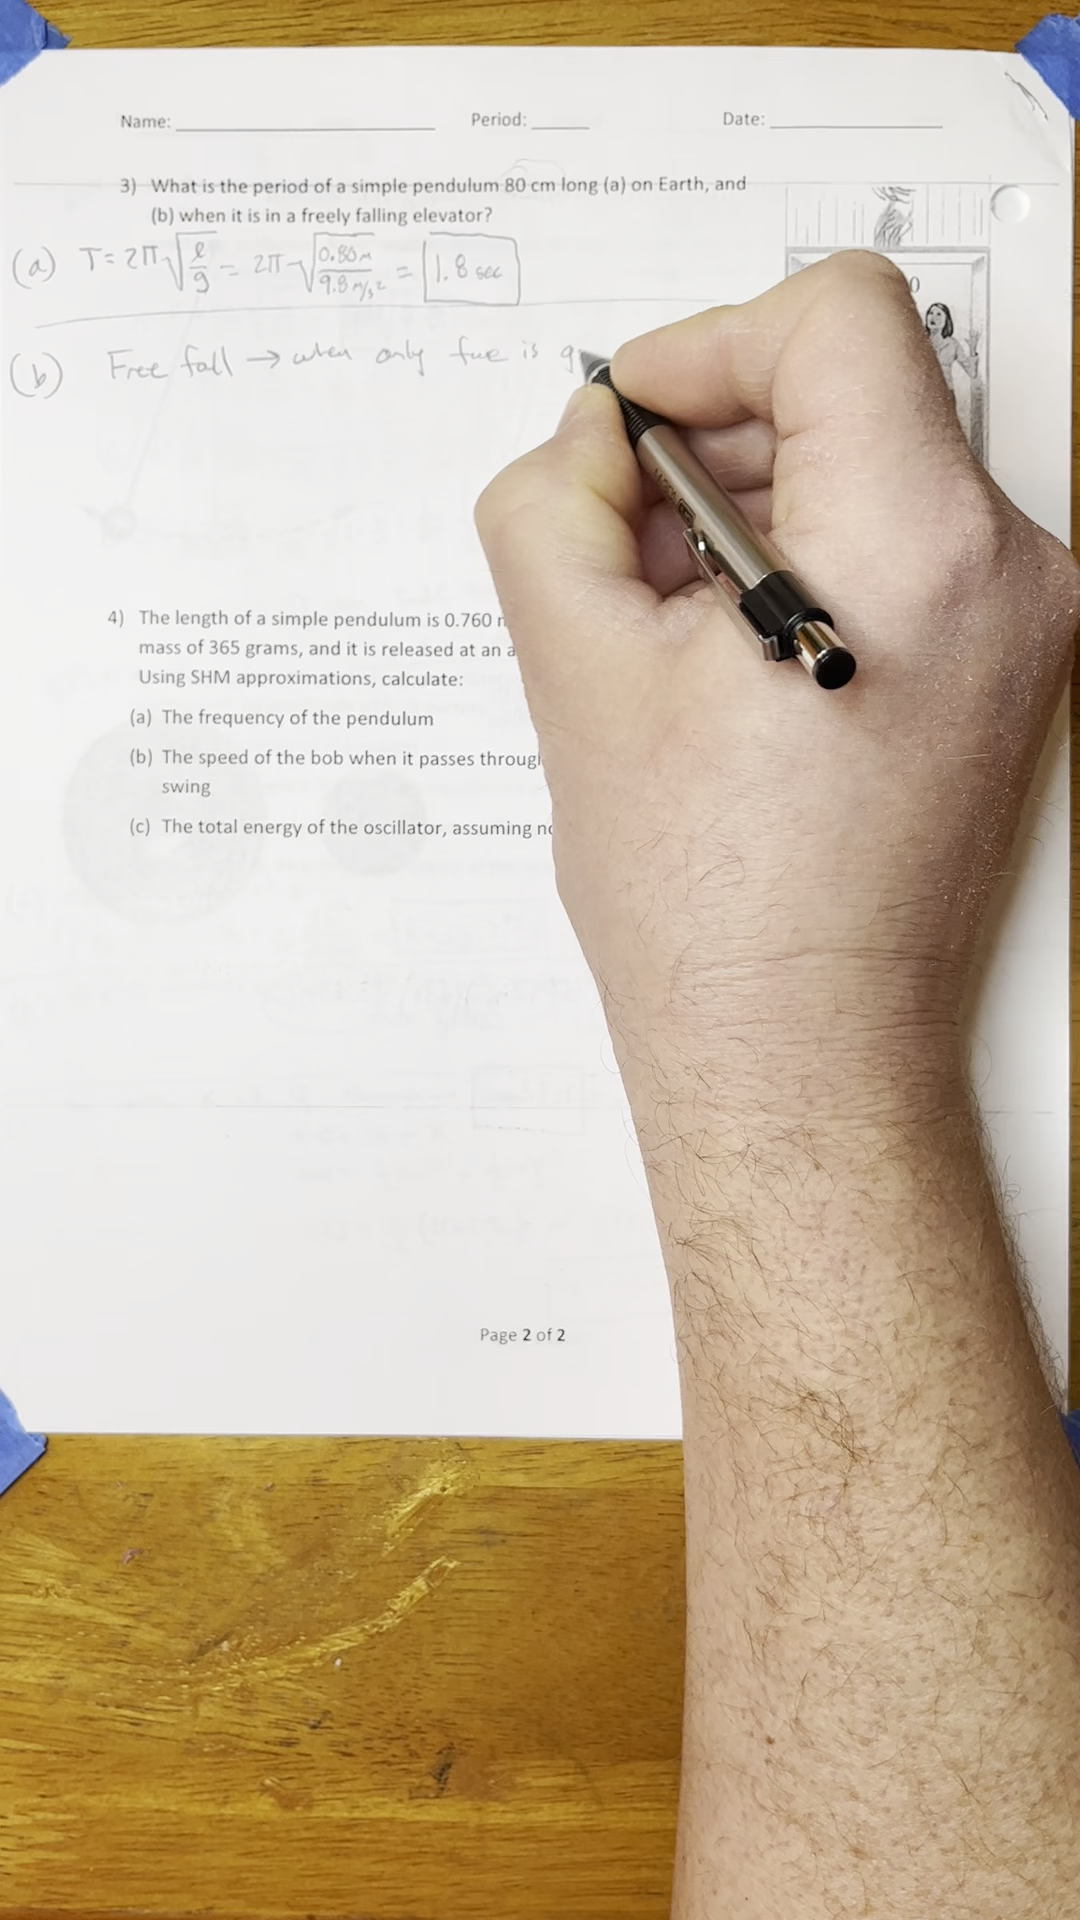 Name: Period: Date:
3) What is the period of a simple pendulum 80 cm long (a) on Earth, and
(b) when it is in a freely falling elevator?
(a) T = 2π√(ℓ/g) = 2π√(0.80m/9.8 m/s²) = 1.8 sec
(b) Free fall → when only force is g
4) The length of a simple pendulum is 0.760
mass of 365 grams, and it is released at an a
Using SHM approximations, calculate:
(a) The frequency of the pendulum
(b) The speed of the bob when it passes through
swing
(c) The total energy of the oscillator, assuming no
Page 2 of 2